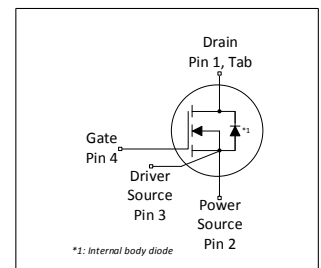 Drain
Pin 1, Tab
*1
Gate
Pin 4
Driver
Source
Pin 3
Power
Source
Pin 2
*1: Internal body diode